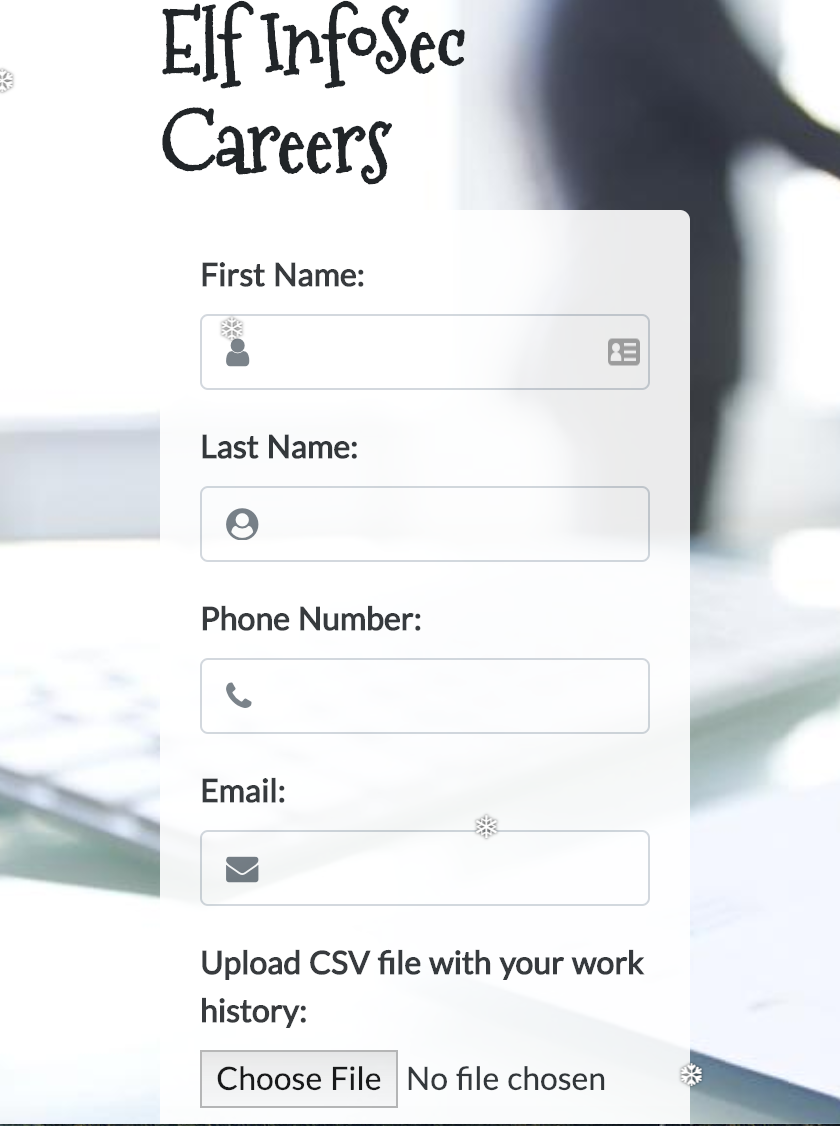 Elf InfoSec
Careers
First Name:
Last Name:
Phone Number:
Email:
Upload CSV file with your work
history:
Choose File No file chosen